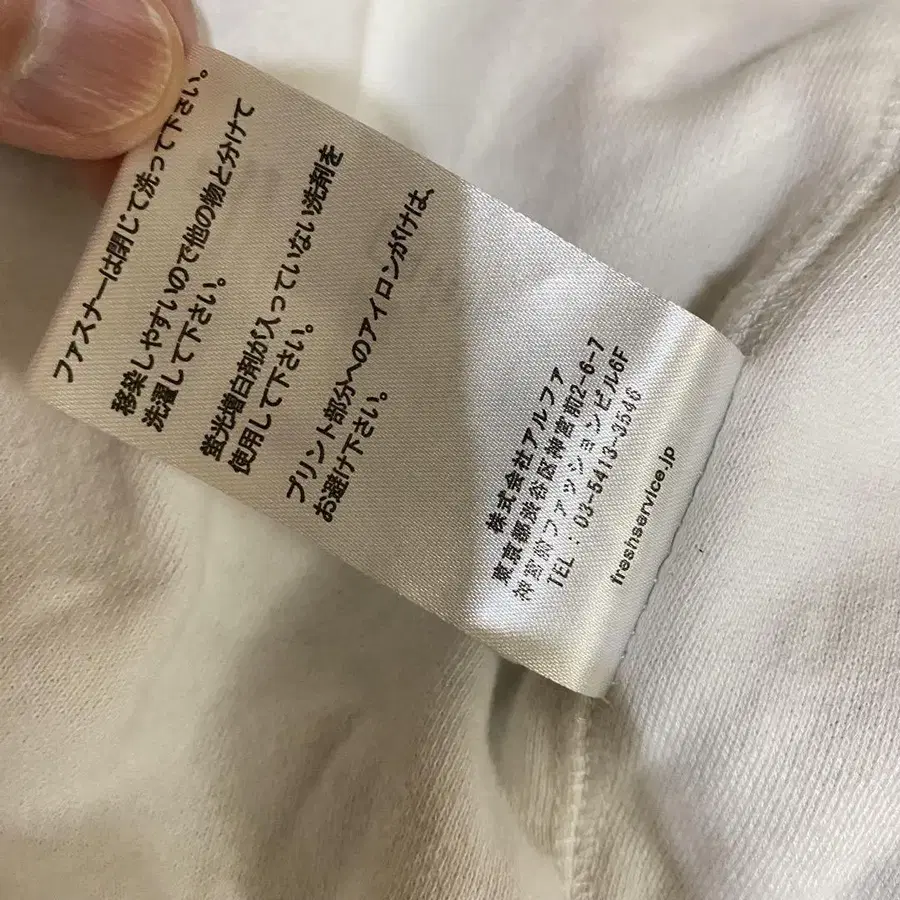 ファスナーは閉じて洗って下さい。
移染しやすいので他の物と分けて
洗濯して下さい。
蛍光増白剤が入っていない洗剤を
使用して下さい。
プリント部分へのアイロンがけは、
お避け下さい。
株式会社アルファ
東京都渋谷区神宮前2-6-7
神宮前ファッションビル6F
TEL : 03-5413-3546
freshservice.jp